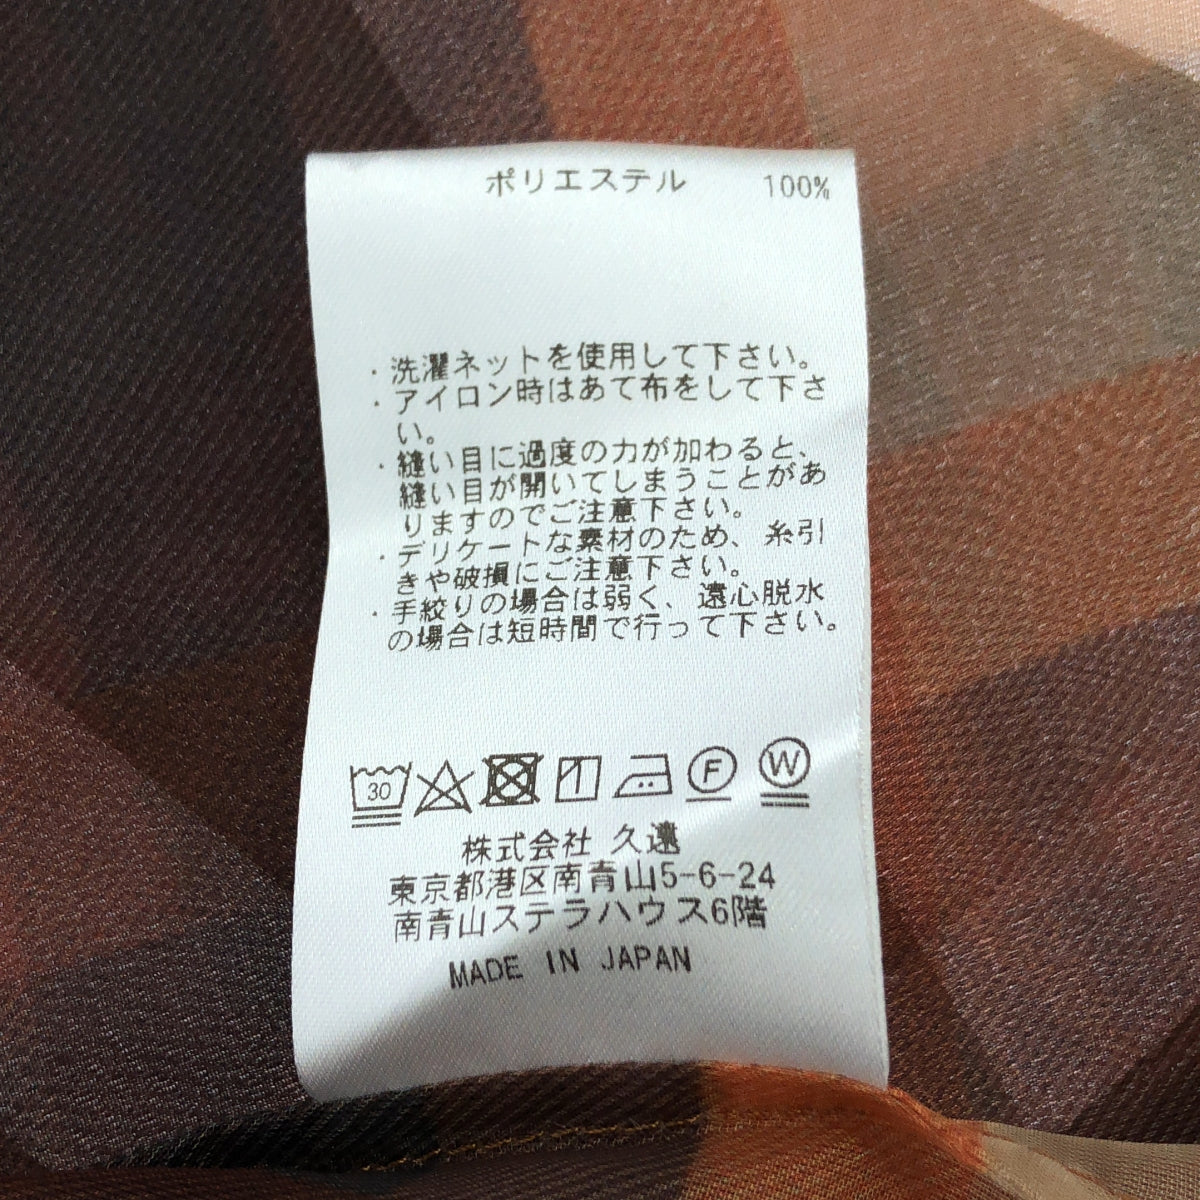 ポリエステル 100%
・洗濯ネットを使用して下さい。
・アイロン時はあて布をして下さ
い。
・縫い目に過度の力が加わると、
縫い目が開いてしまうことがあ
りますのでご注意下さい。
・デリケートな素材のため、糸引
きや破損にご注意下さい。
・手絞りの場合は弱く、遠心脱水
の場合は短時間で行って下さい。
30 F W
株式会社 久遠
東京都港区南青山5-6-24
南青山ステラハウス6階
MADE IN JAPAN